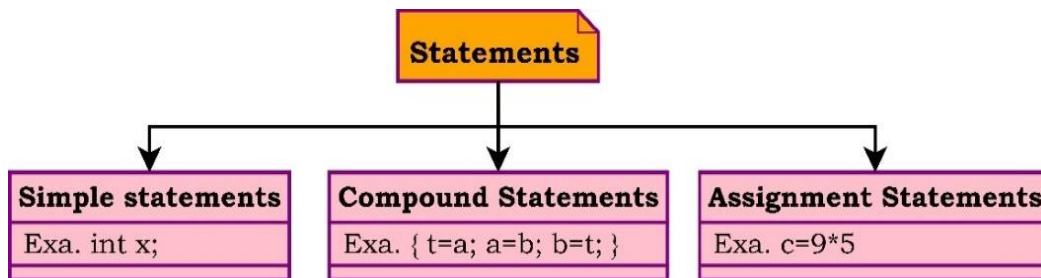 Statements
Simple statements
Exa. int x;
Compound Statements
Exa. { t=a; a=b; b=t; }
Assignment Statements
Exa. c=9*5